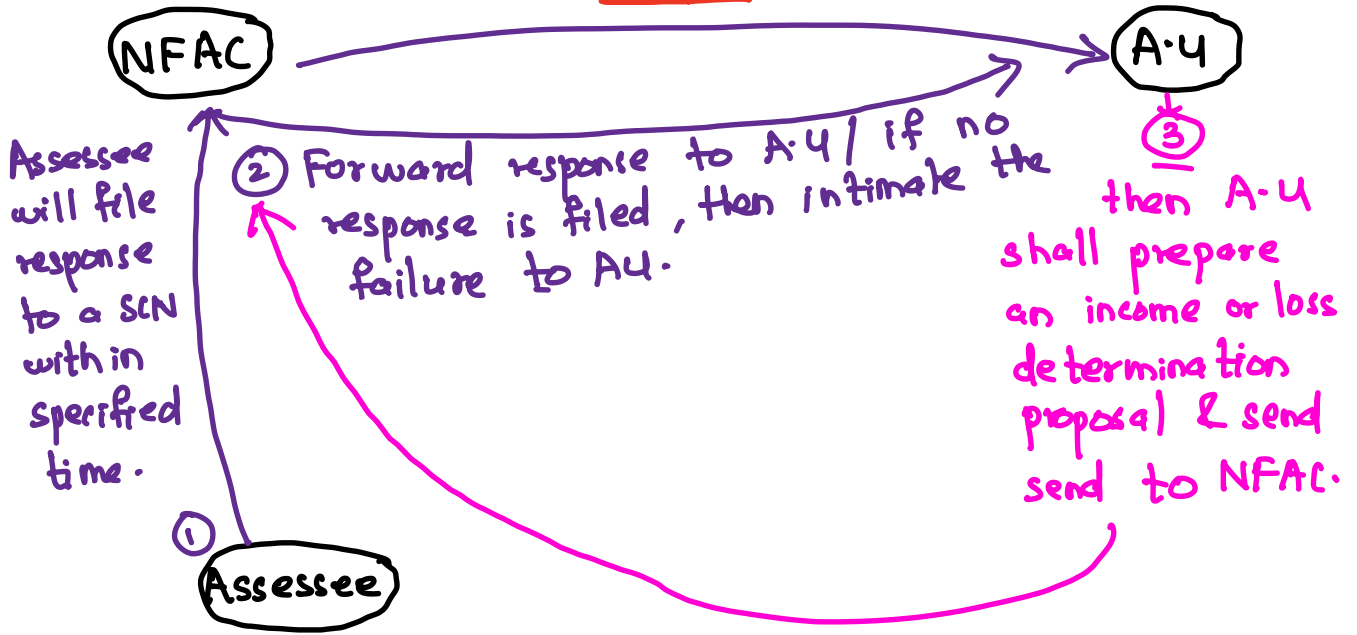 NFAC
A.U
Assessee
will file
response
to a SCN
within
specified
time.
① Assessee
② Forward response to A.U / if no
response is filed, then intimate the
failure to AU.
③
then A.U
shall prepare
an income or loss
determination
proposal & send
send to NFAC.